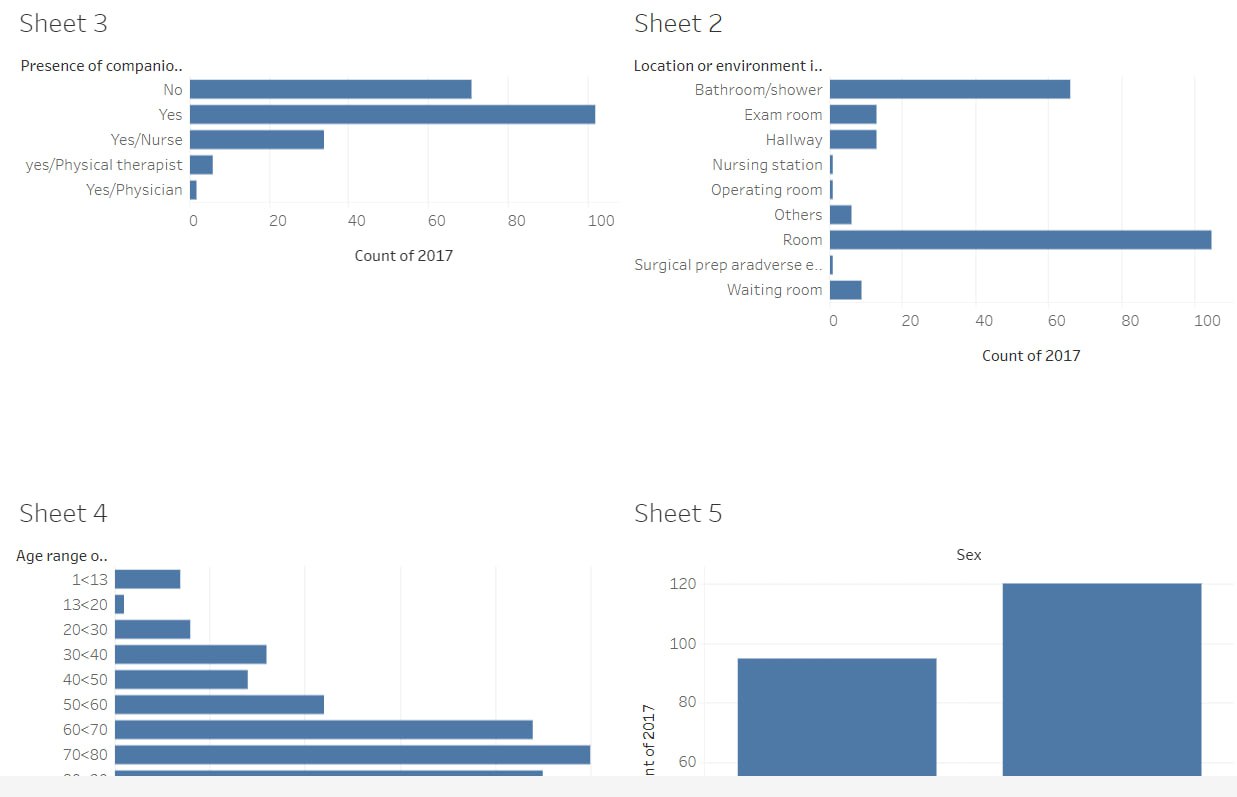 Sheet 3
Presence of companio..
No
Yes
Yes/Nurse
yes/Physical therapist
Yes/Physician
0 20 40 60 80 100
Count of 2017
Sheet 2
Location or environment i..
Bathroom/shower
Exam room
Hallway
Nursing station
Operating room
Others
Room
Surgical prep aradverse e..
Waiting room
0 20 40 60 80 100
Count of 2017
Sheet 4
Age range o..
1<13
13<20
20<30
30<40
40<50
50<60
60<70
70<80
Sheet 5
Sex
120
100
80
60
nt of 2017